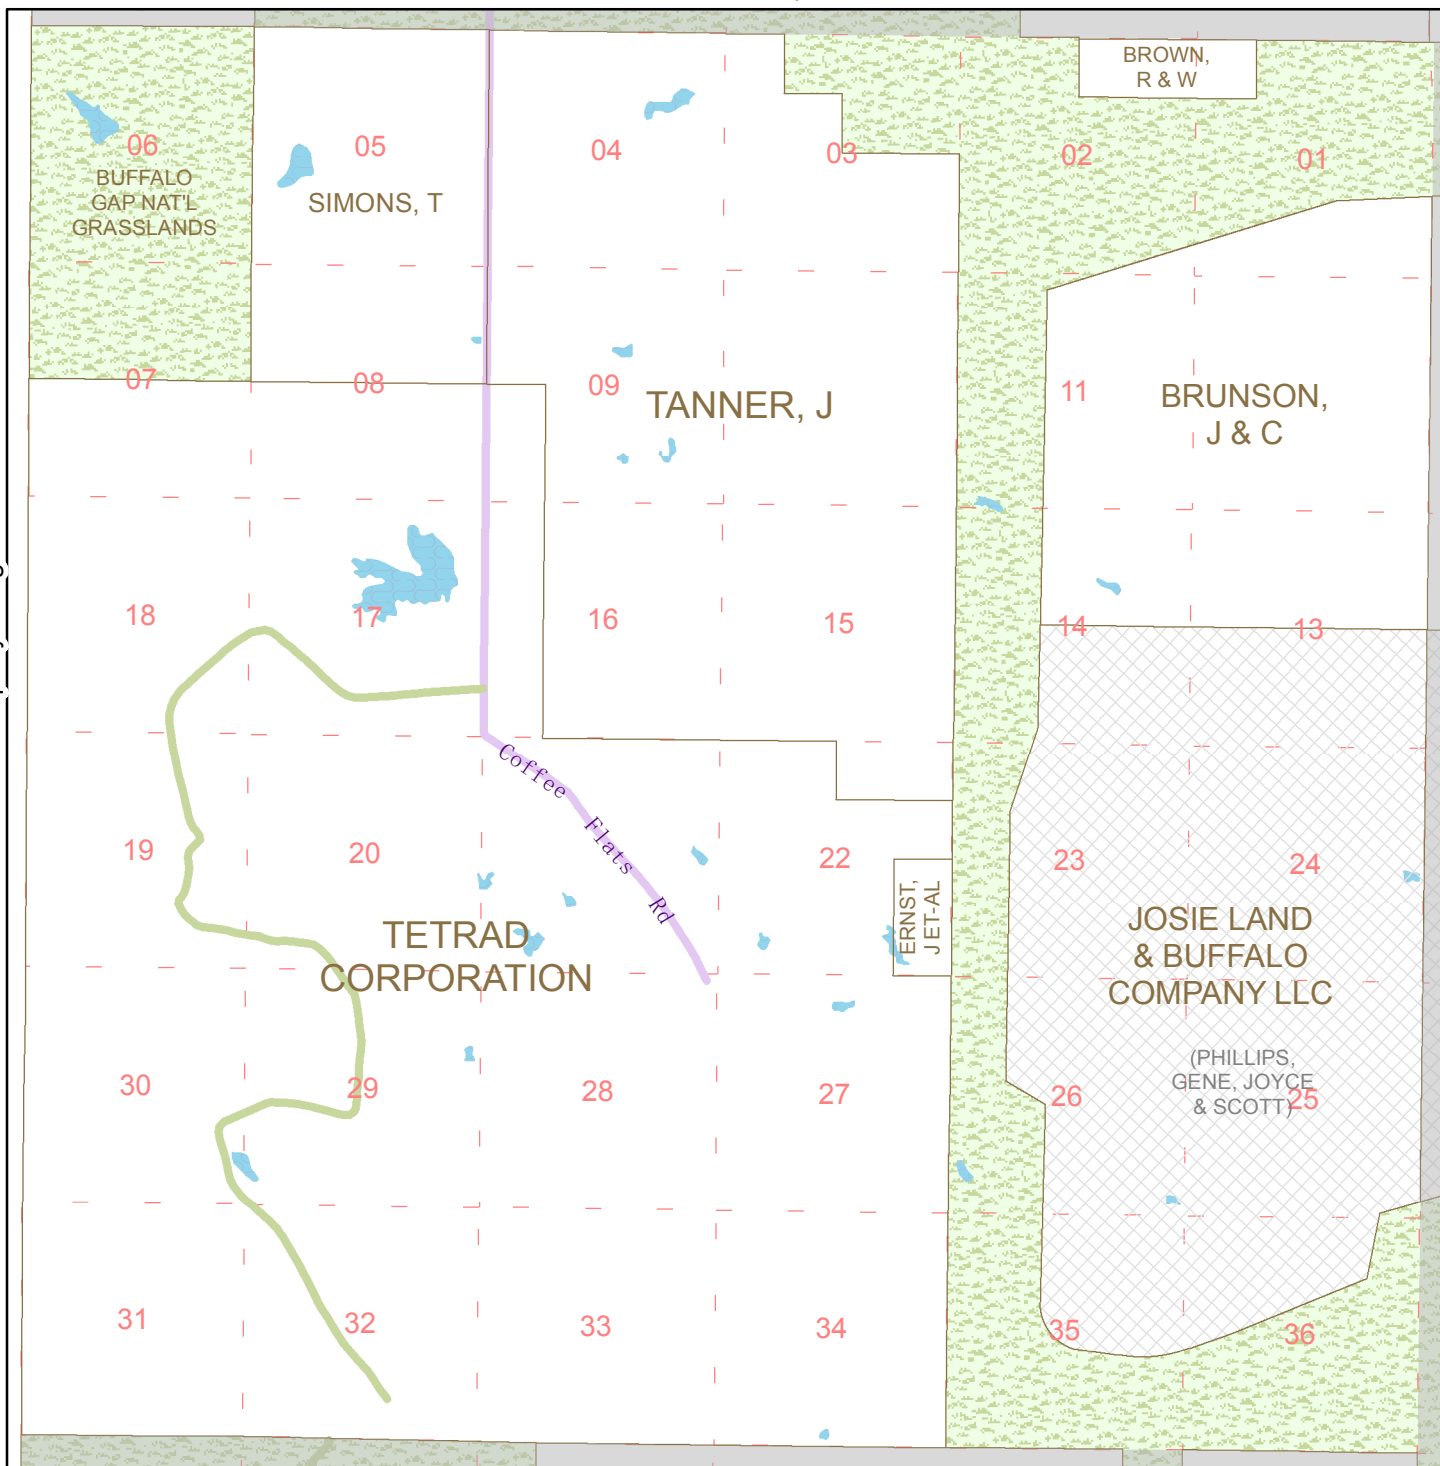 BROWN,
R & W
06
05
04
03
02
01
BUFFALO
GAP NAT'L
GRASSLANDS
SIMONS, T
07
08
09
TANNER, J
11
BRUNSON,
J & C
18
17
16
15
14
13
Coffee Flats Rd
19
20
22
23
24
ERNST,
J ET-AL
TETRAD
CORPORATION
JOSIE LAND
& BUFFALO
COMPANY LLC
(PHILLIPS,
GENE, JOYCE
& SCOTT)
30
29
28
27
26
25
31
32
33
34
35
36